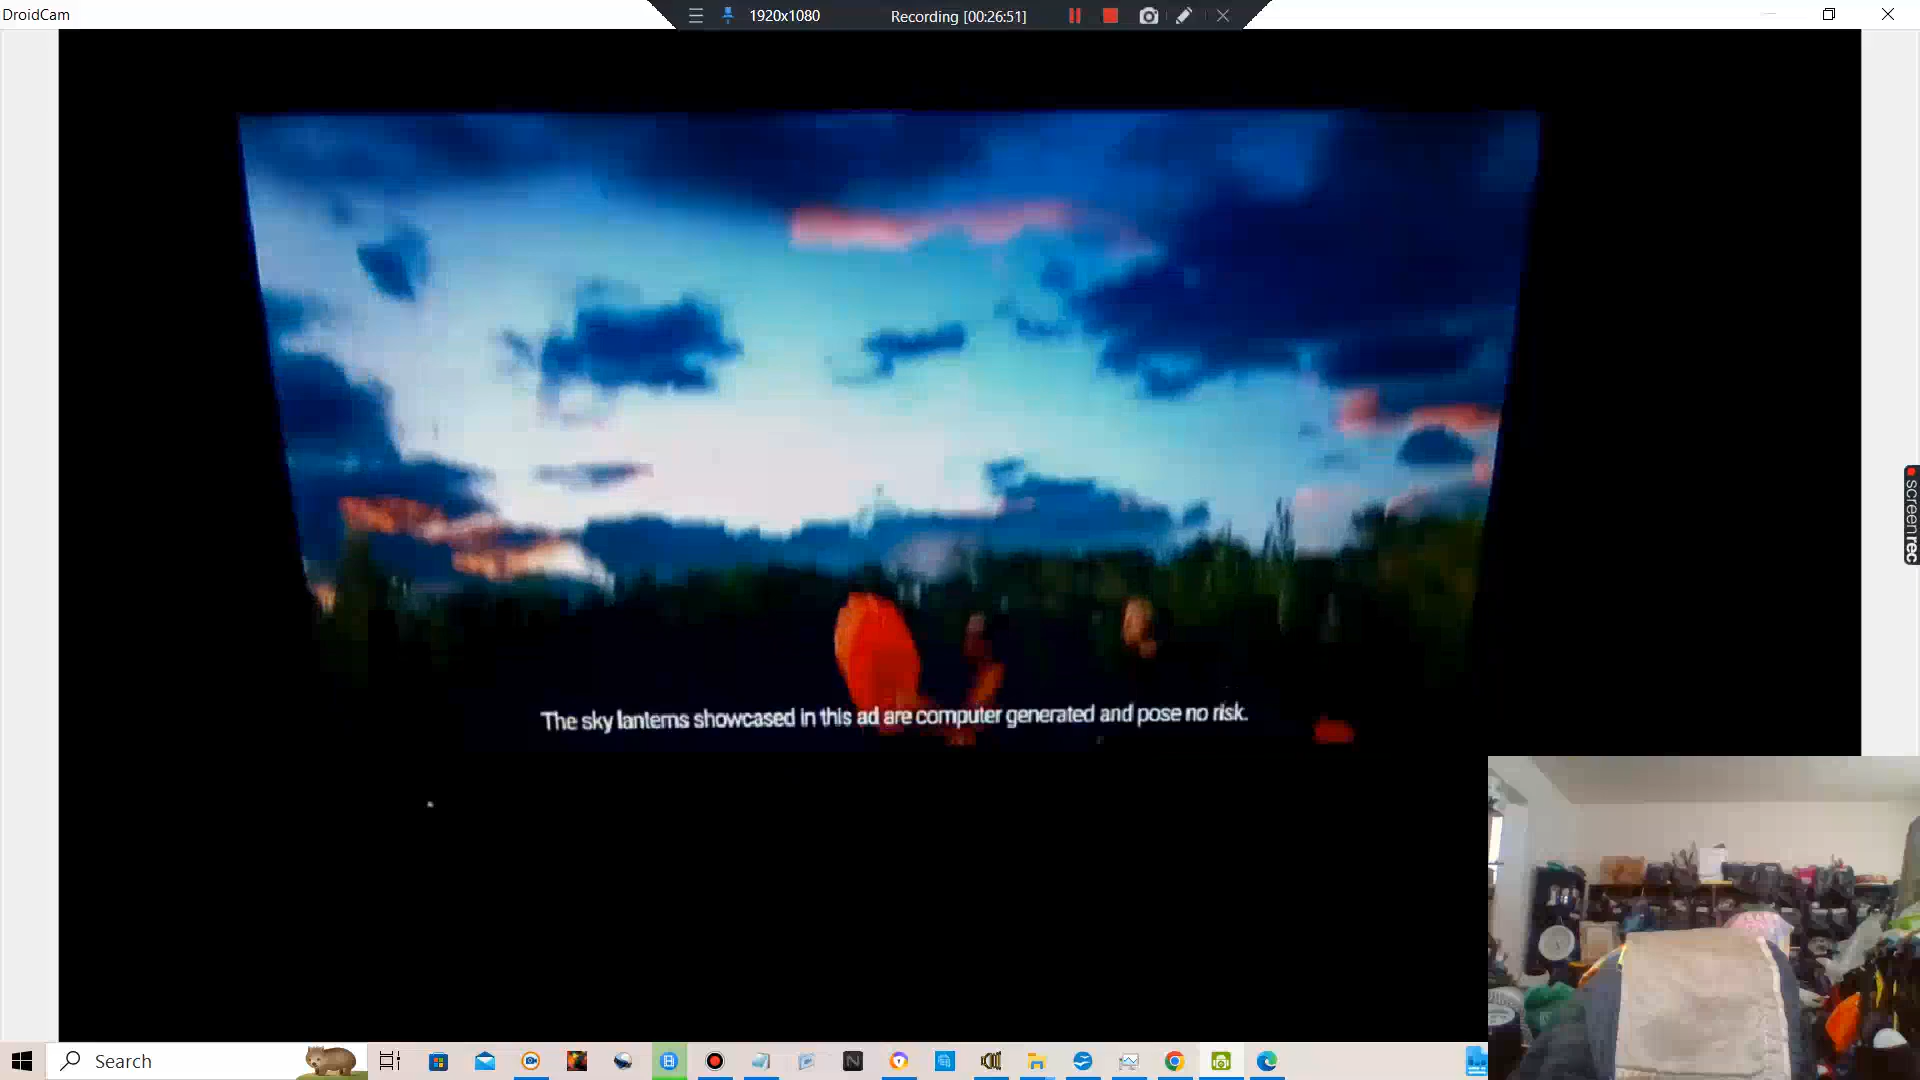 DroidCam
1920x1080
Recording [00:26:51]
The sky lanterns showcased in this ad are computer generated and pose no risk.
screenrec
Search